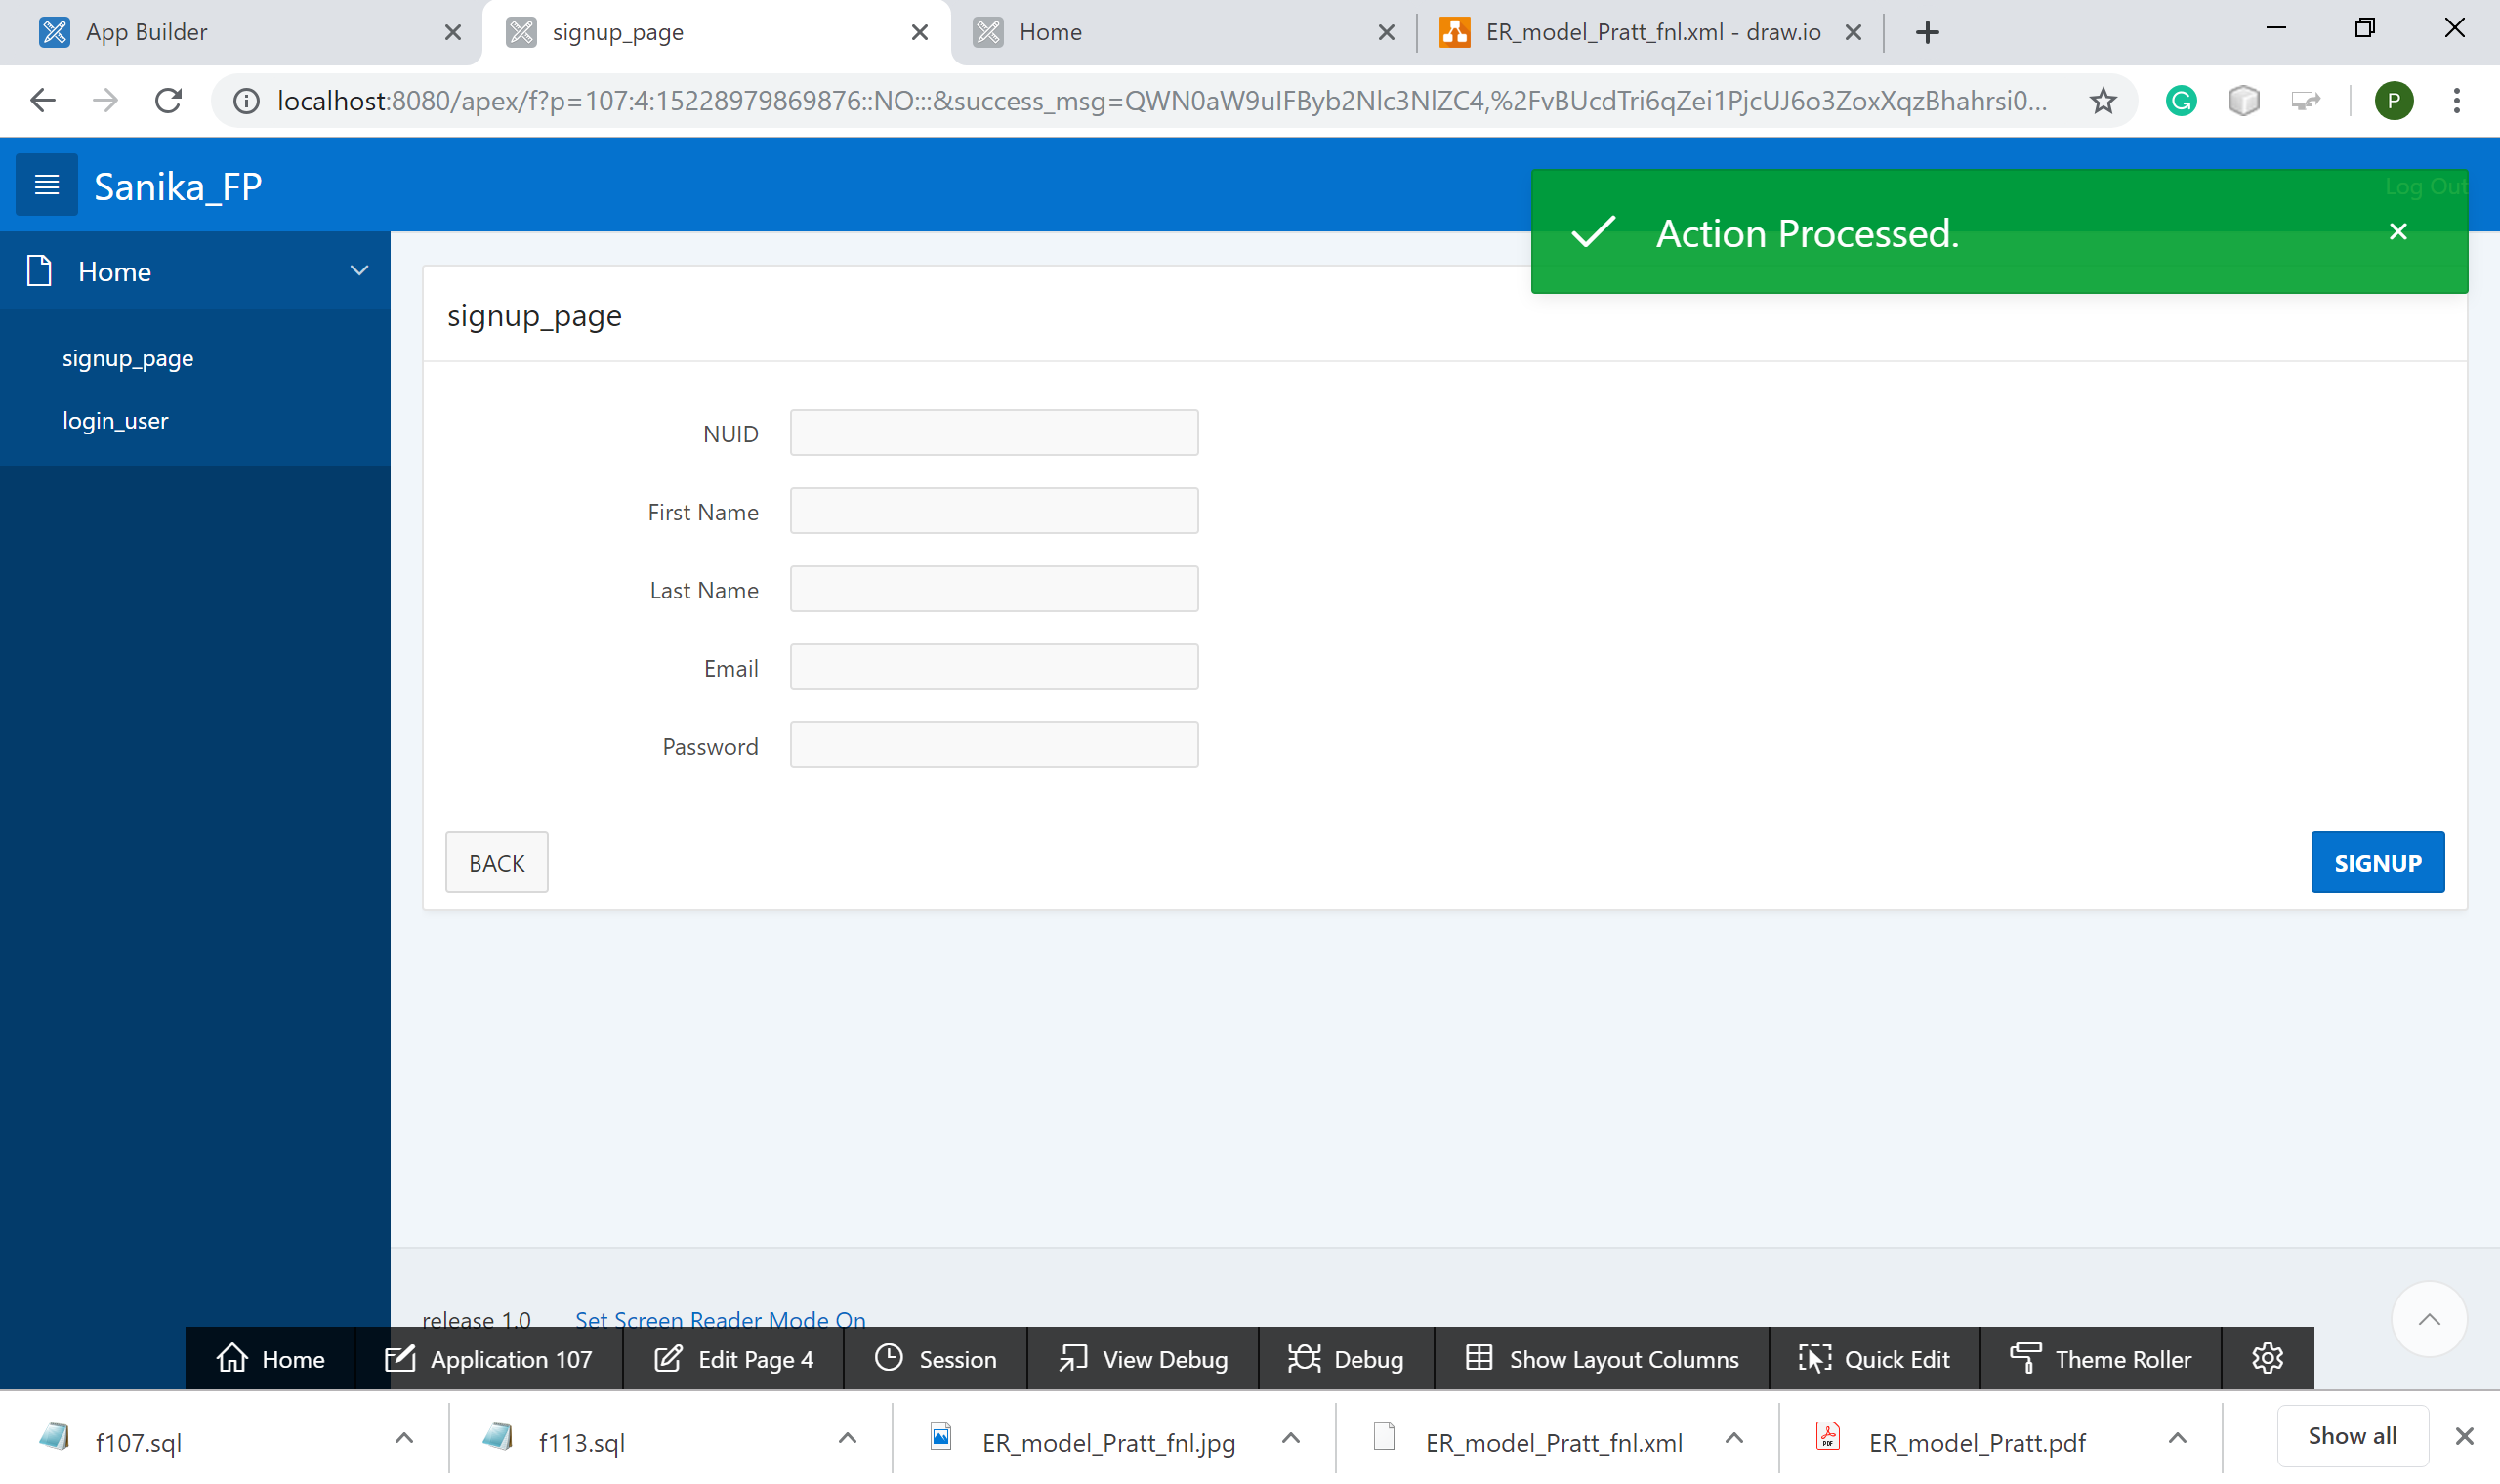 App Builder
signup_page
Home
ER_model_Pratt_fnl.xml - draw.io
localhost:8080/apex/f?p=107:4:15228979869876::NO:::&success_msg=QWN0aW9uIFByb2Nlc3NlZC4,%2FvBUcdTri6qZei1PjcUJ6o3ZoxXqzBhahrsi0...
P
Sanika_FP
Log Out
Action Processed.
Home
signup_page
login_user
signup_page
NUID
First Name
Last Name
Email
Password
BACK
SIGNUP
release 1.0
Set Screen Reader Mode On
Home
Application 107
Edit Page 4
Session
View Debug
Debug
Show Layout Columns
Quick Edit
Theme Roller
f107.sql
f113.sql
ER_model_Pratt_fnl.jpg
ER_model_Pratt_fnl.xml
PDF
ER_model_Pratt.pdf
Show all